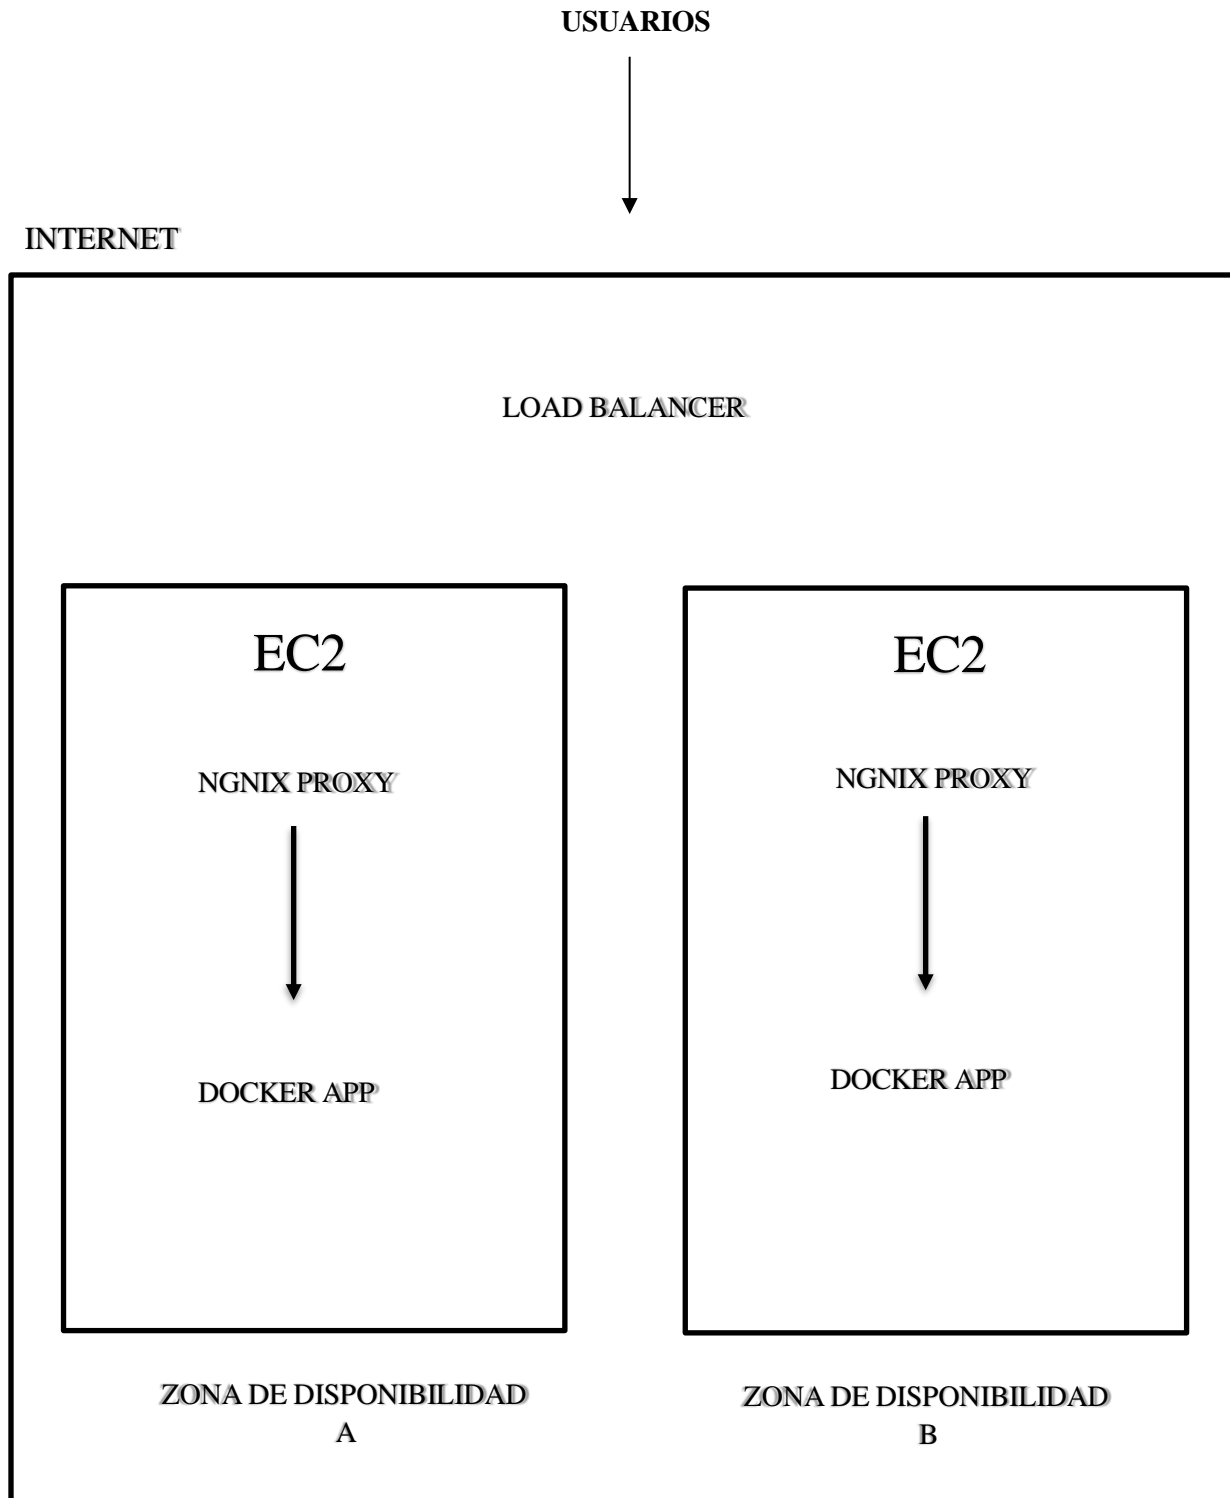 USUARIOS
INTERNET
LOAD BALANCER
EC2
NGNIX PROXY
DOCKER APP
ZONA DE DISPONIBILIDAD
A
EC2
NGNIX PROXY
DOCKER APP
ZONA DE DISPONIBILIDAD
B